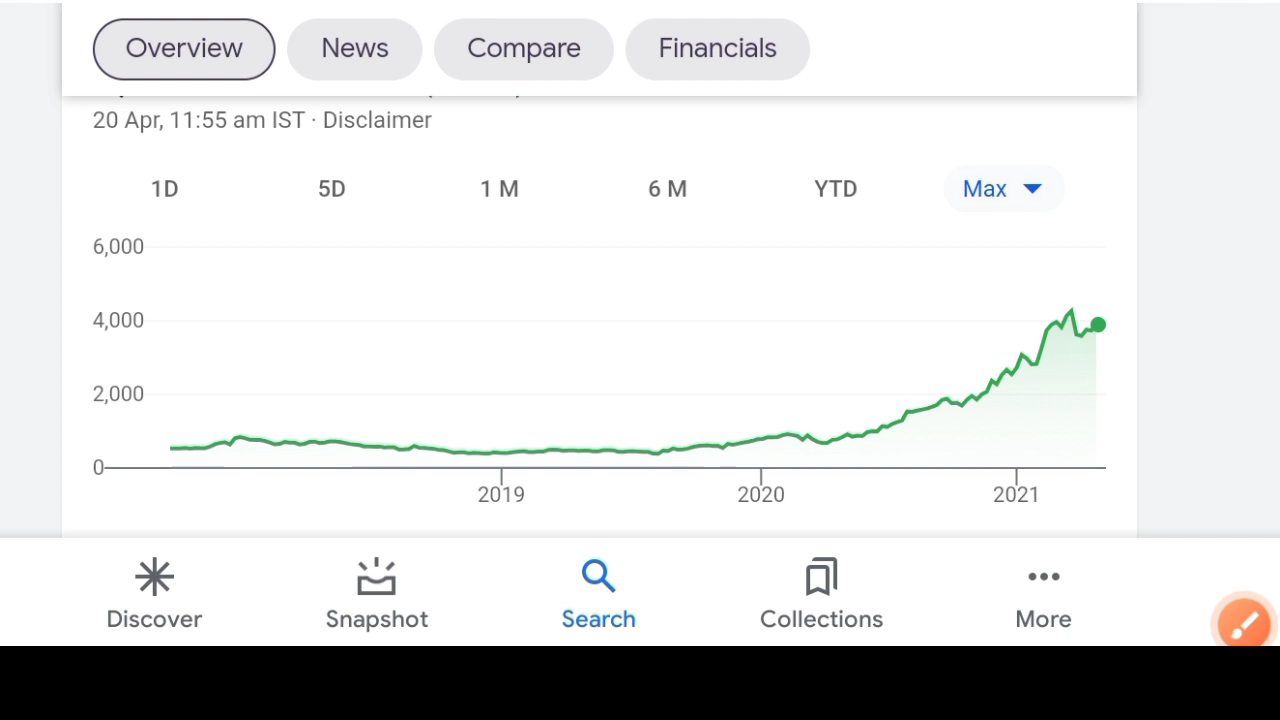 Overview News Compare Financials
20 Apr, 11:55 am IST · Disclaimer
1D 5D 1 M 6 M YTD Max
6,000
4,000
2,000
0
2019 2020 2021
Discover Snapshot Search Collections More